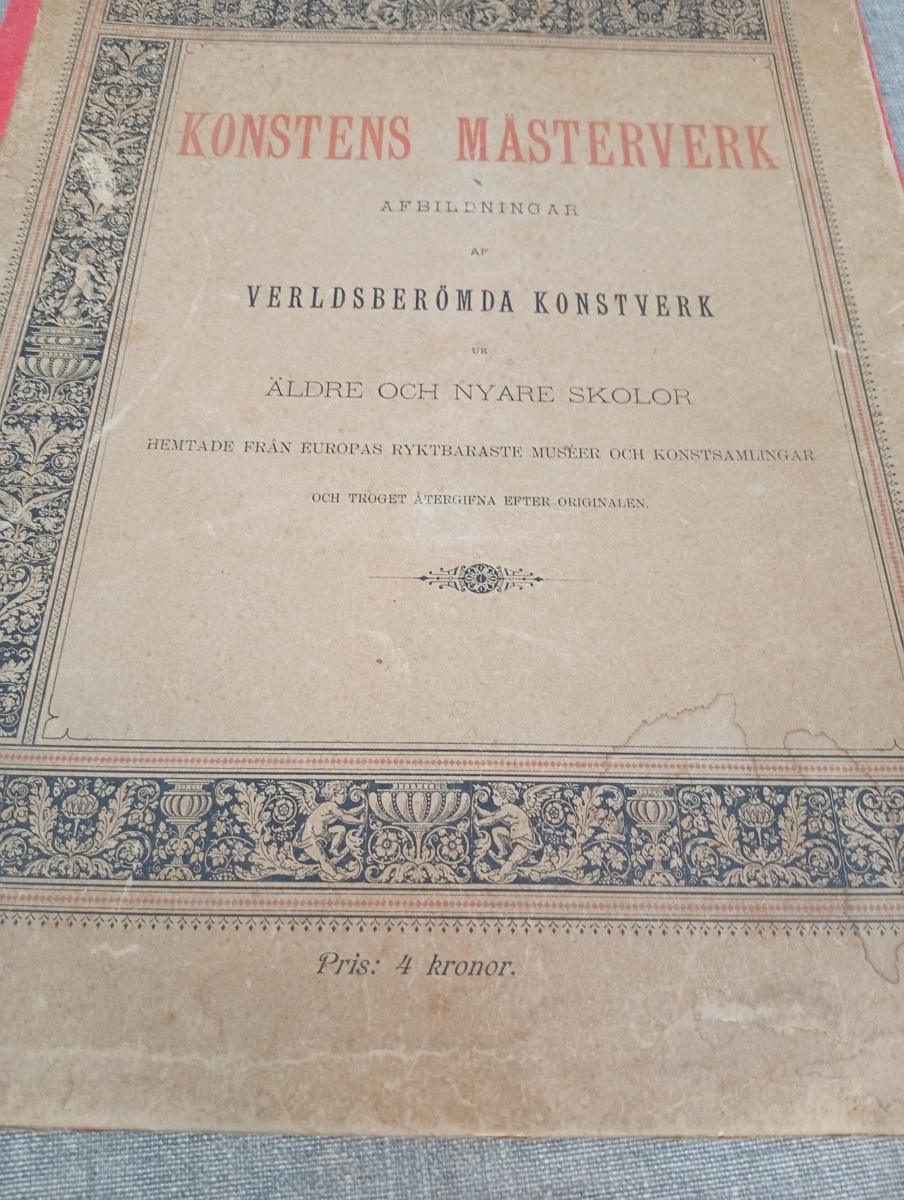 KONSTENS MÄSTERVERK
AFBILDNINGAR
AF
VERLDSBERÖMDA KONSTVERK
UR
ÄLDRE OCH NYARE SKOLOR
HEMTADE FRÅN EUROPAS RYKTBARASTE MUSÉER OCH KONSTSAMLINGAR
OCH TROGET ÅTERGIFNA EFTER ORIGINALEN.
Pris: 4 kronor.